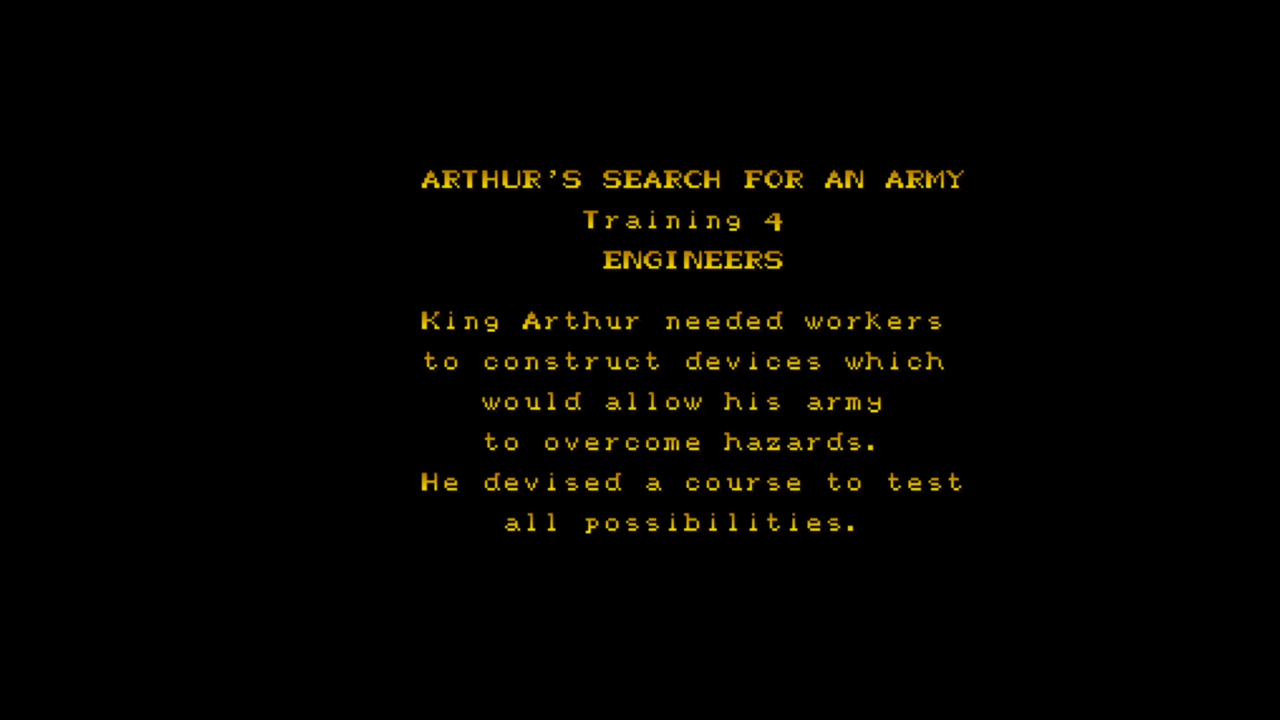 ARTHUR'S SEARCH FOR AN ARMY
Training 4
ENGINEERS
King Arthur needed workers
to construct devices which
would allow his army
to overcome hazards.
He devised a course to test
all possibilities.